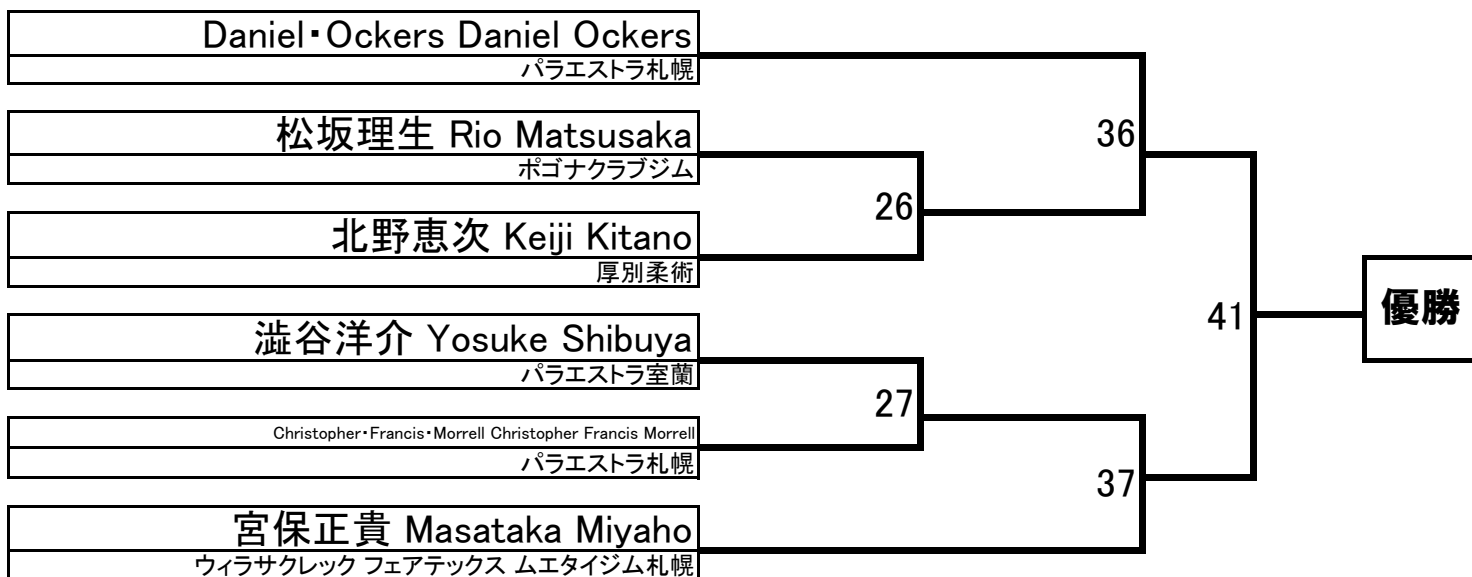 Daniel・Ockers Daniel Ockers
パラエストラ札幌
松坂理生 Rio Matsusaka
ポゴナクラブジム
36
26
北野恵次 Keiji Kitano
厚別柔術
41
優勝
澁谷洋介 Yosuke Shibuya
パラエストラ室蘭
27
Christopher・Francis・Morrell Christopher Francis Morrell
パラエストラ札幌
37
宮保正貴 Masataka Miyaho
ウィラサクレック フェアテックス ムエタイジム札幌